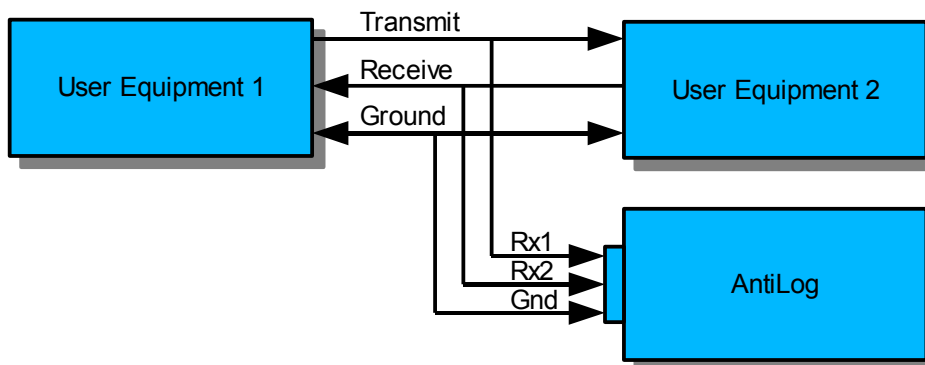 Transmit
User Equipment 1
Receive
User Equipment 2
Ground
Rx1
Rx2
Gnd
AntiLog